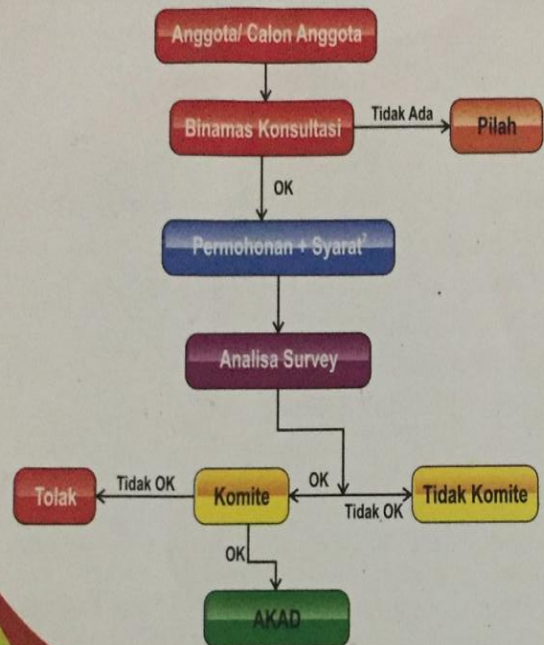 Anggota/ Calon Anggota
Binamas Konsultasi
Tidak Ada
Pilah
OK
Permohonan + Syarat²
Analisa Survey
Tolak
Tidak OK
Komite
OK
Tidak OK
Tidak Komite
OK
AKAD